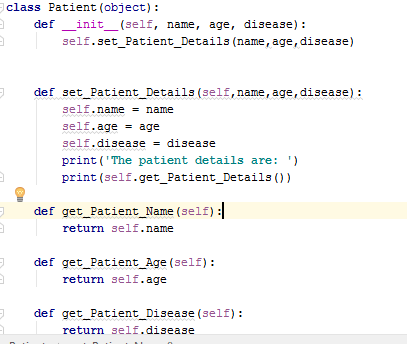 class Patient(object):
    def __init__(self, name, age, disease):
        self.set_Patient_Details(name,age,disease)
    def set_Patient_Details(self,name,age,disease):
        self.name = name
        self.age = age
        self.disease = disease
        print('The patient details are: ')
        print(self.get_Patient_Details())
    def get_Patient_Name(self):
        return self.name
    def get_Patient_Age(self):
        return self.age
    def get_Patient_Disease(self):
        return self.disease